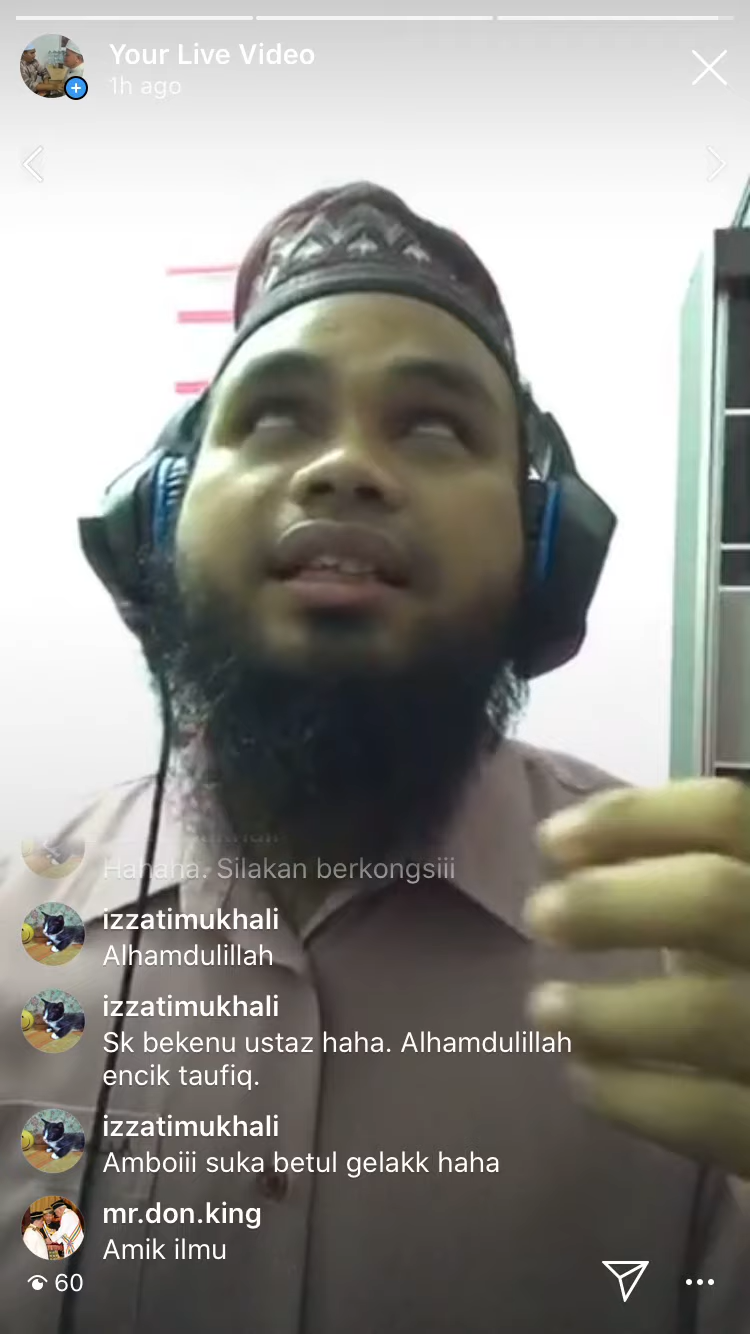 Your Live Video
1h ago
Hahaha. Silakan berkongsiii
izzatimukhali
Alhamdulillah
izzatimukhali
Sk bekenu ustaz haha. Alhamdulillah
encik taufiq.
izzatimukhali
Amboiii suka betul gelakk haha
mr.don.king
Amik ilmu
60